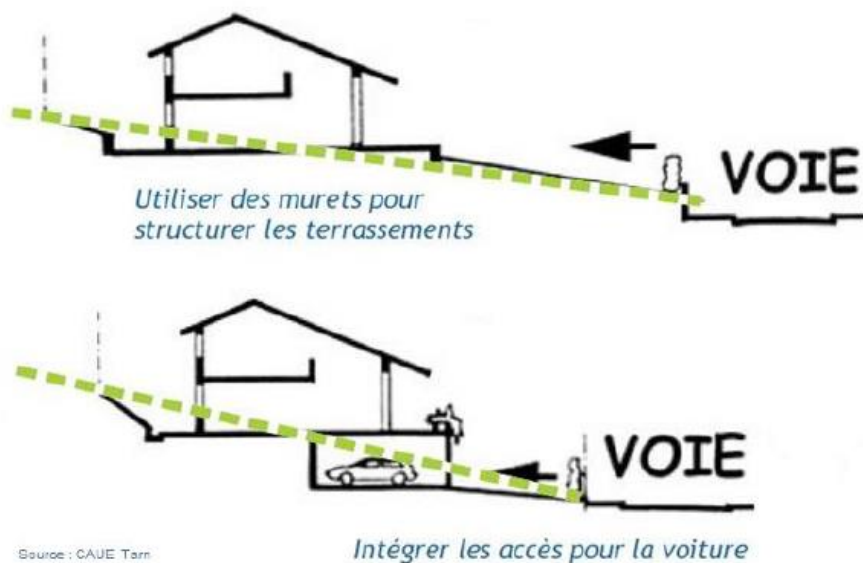 VOIE
Utiliser des murets pour
structurer les terrassements
VOIE
Source : CAUE Tarn
Intégrer les accès pour la voiture